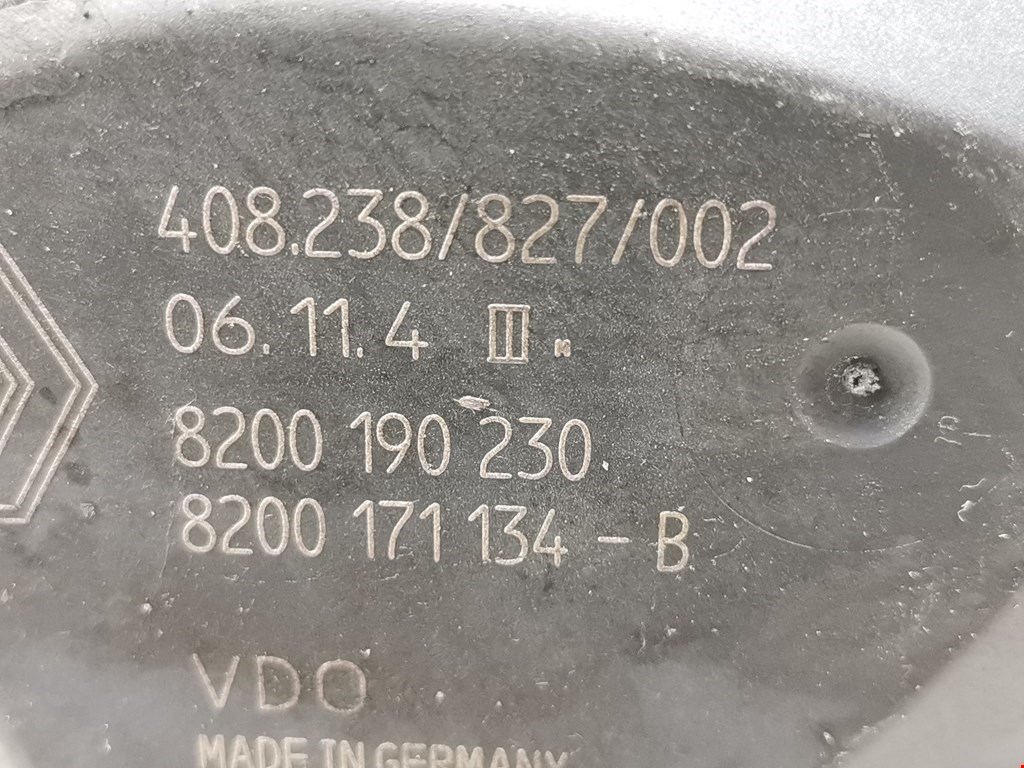 408.238/827/002
06.11.4 III
8200 190 230
8200 171 134 - B
VDO
MADE IN GERMANY